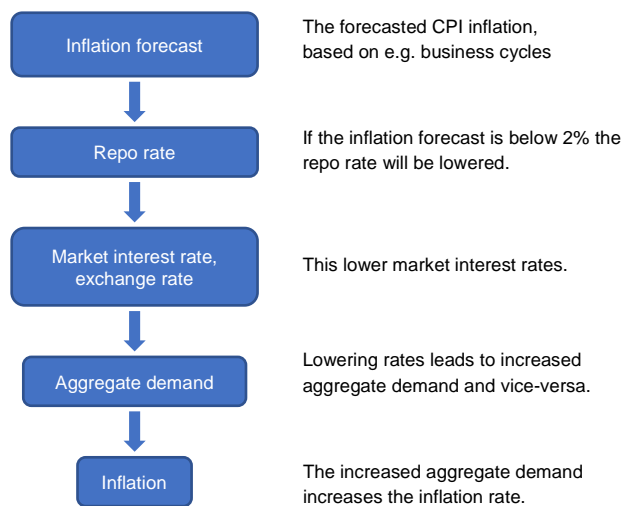 Inflation forecast
The forecasted CPI inflation,
based on e.g. business cycles
Repo rate
If the inflation forecast is below 2% the
repo rate will be lowered.
Market interest rate,
exchange rate
This lower market interest rates.
Aggregate demand
Lowering rates leads to increased
aggregate demand and vice-versa.
Inflation
The increased aggregate demand
increases the inflation rate.